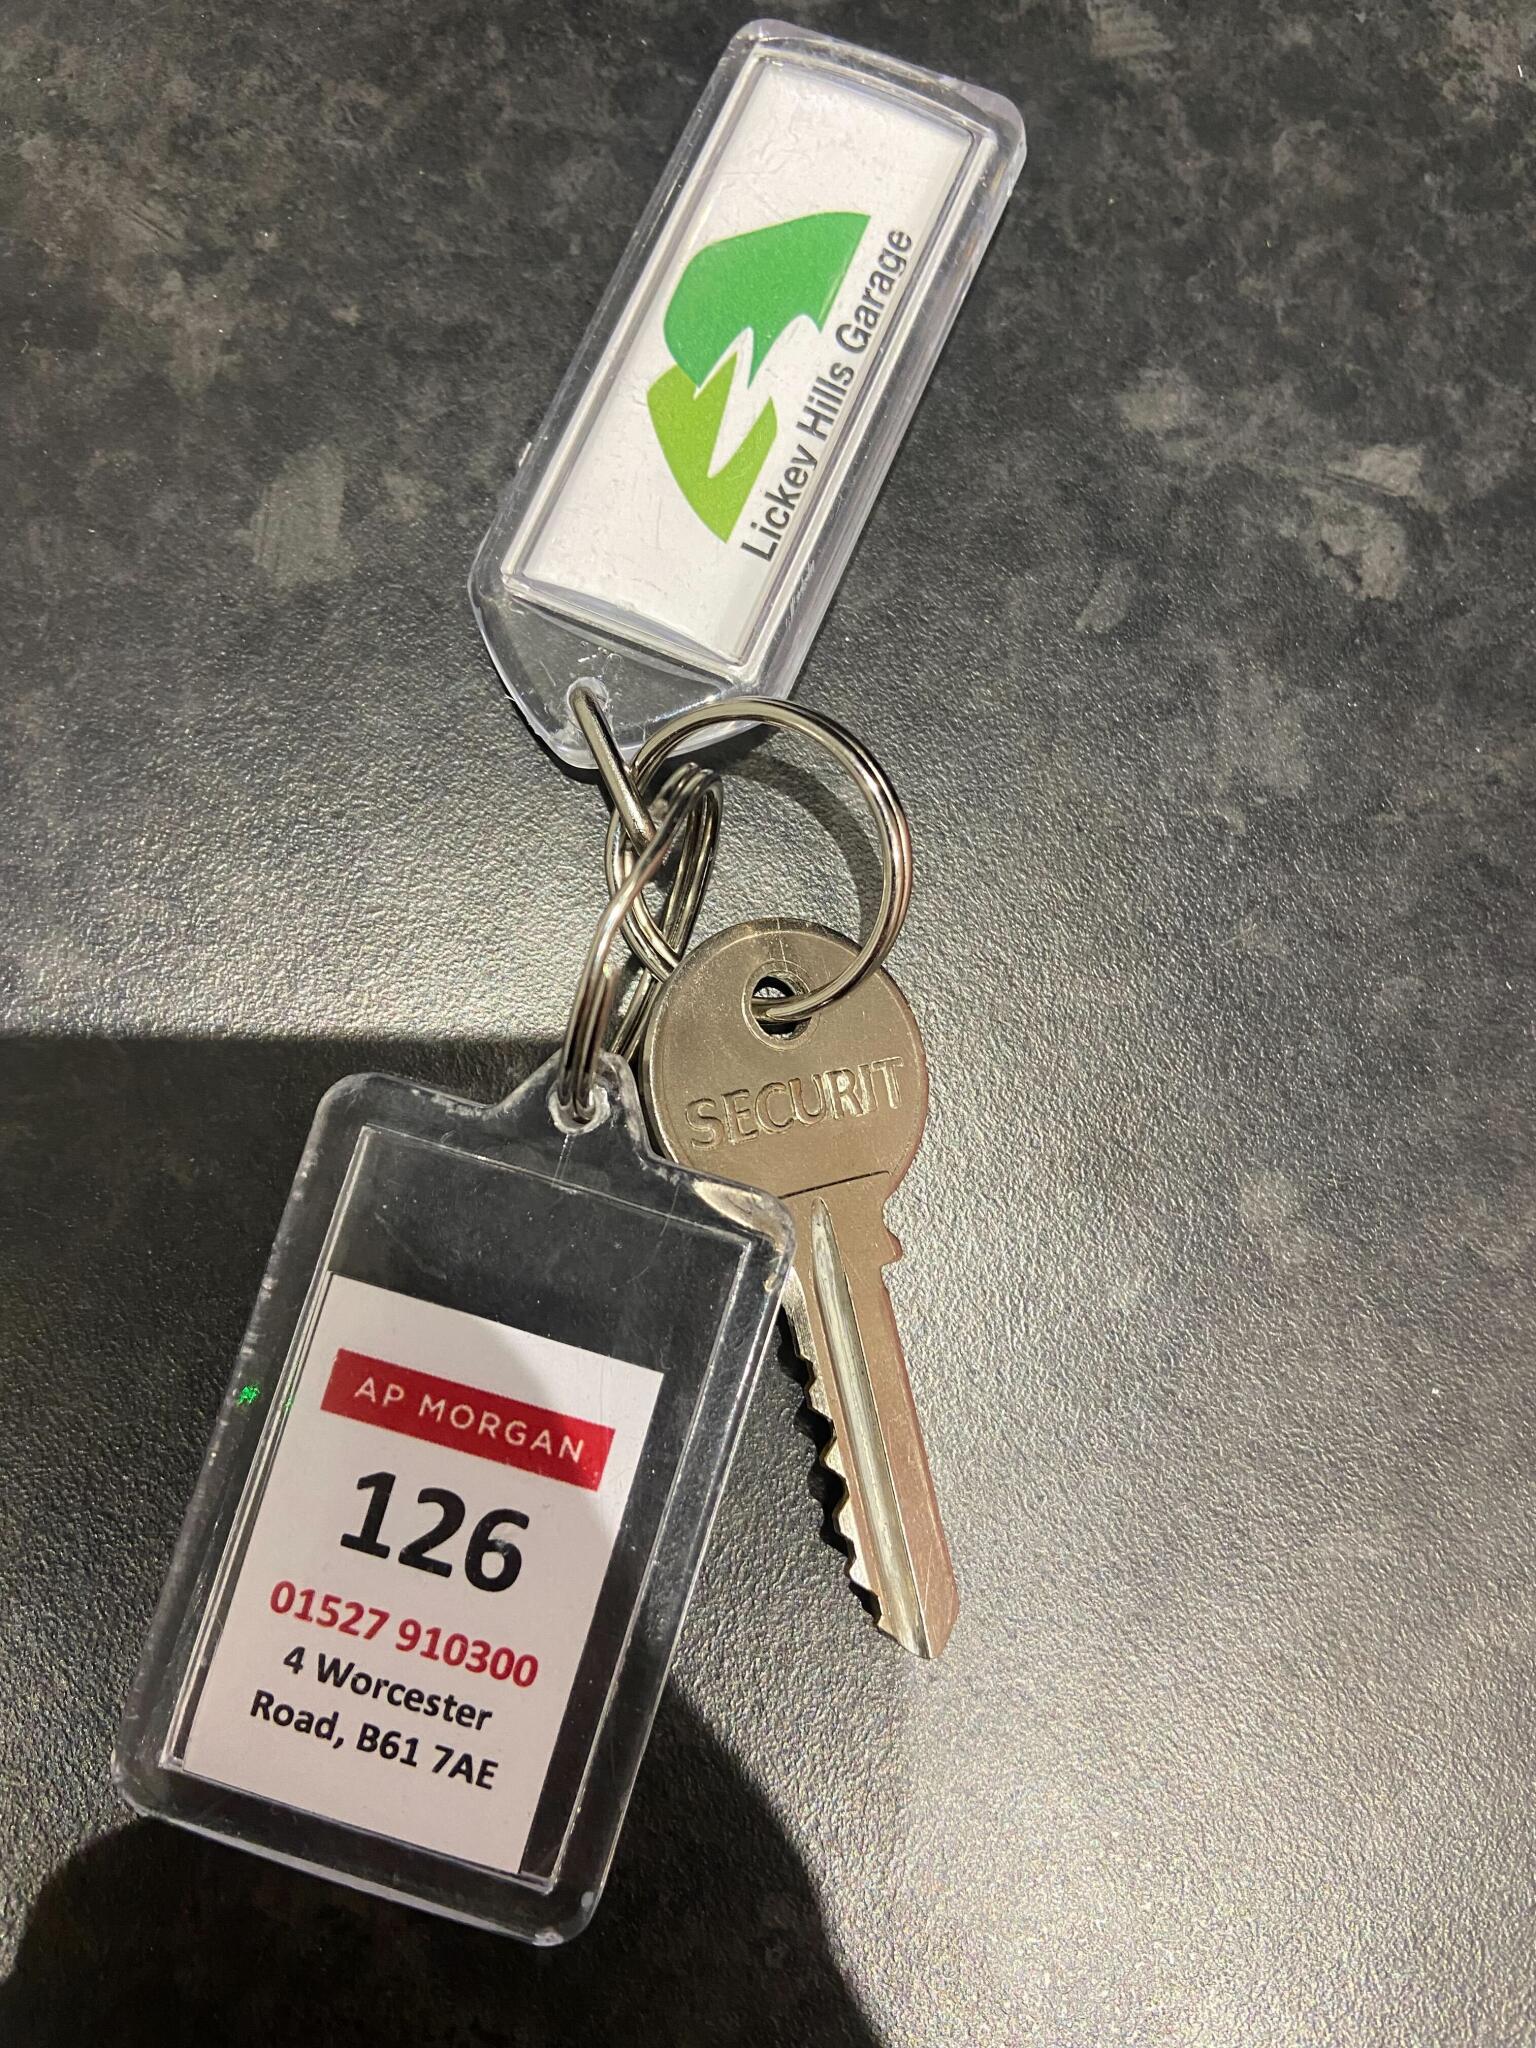 Lickey Hills Garage
SECURIT
AP MORGAN
126
01527 910300
4 Worcester
Road, B61 7AE